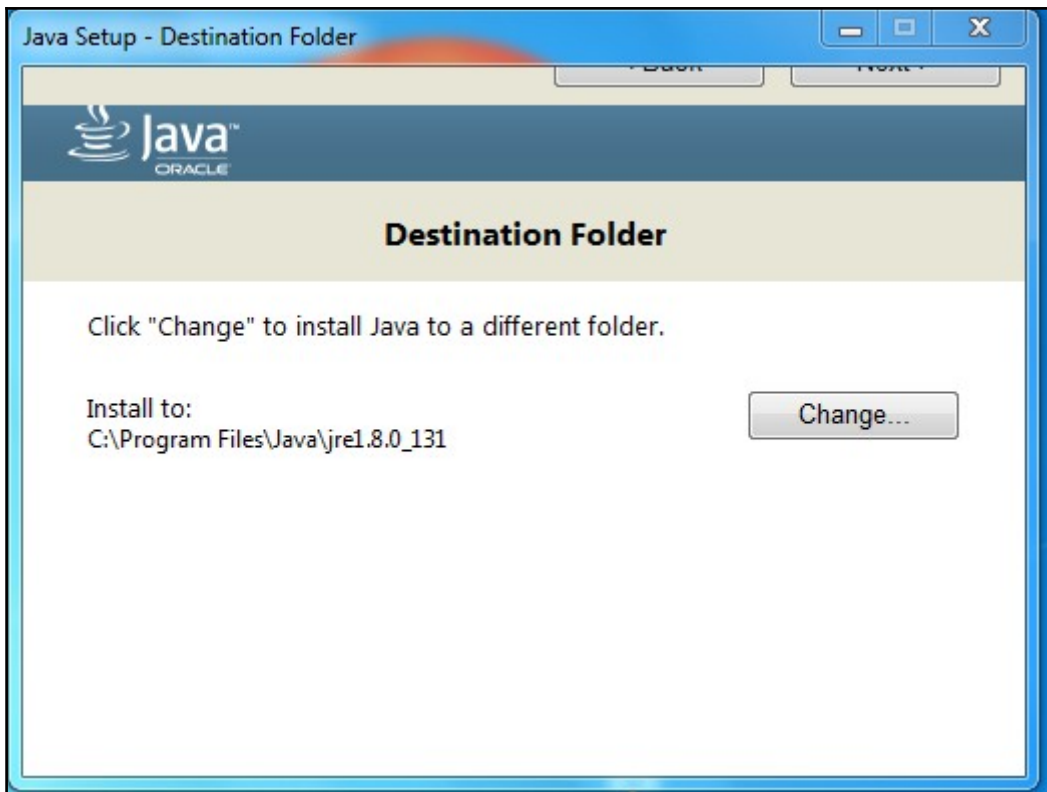 Java Setup - Destination Folder
Java™
ORACLE
Destination Folder
Click "Change" to install Java to a different folder.
Install to:
C:\Program Files\Java\jre1.8.0_131
Change...